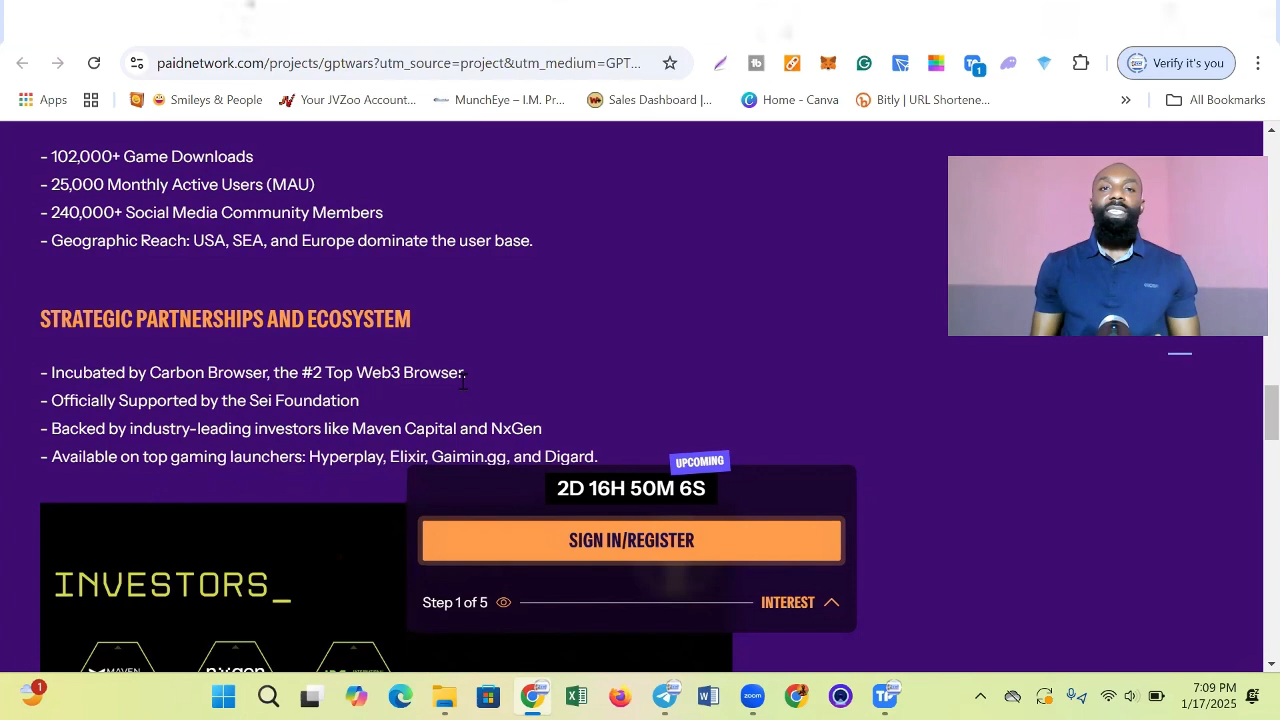 paidnetwork.com/projects/gptwars?utm_source=project&utm_medium=GPT...
1
Verify it's you
Apps
Smileys & People
Your JVZoo Account...
MunchEye – I.M. Pr...
Sales Dashboard |...
Home - Canva
Bitly | URL Shortene...
All Bookmarks
- 102,000+ Game Downloads
- 25,000 Monthly Active Users (MAU)
- 240,000+ Social Media Community Members
- Geographic Reach: USA, SEA, and Europe dominate the user base.
STRATEGIC PARTNERSHIPS AND ECOSYSTEM
- Incubated by Carbon Browser, the #2 Top Web3 Browser.
- Officially Supported by the Sei Foundation
- Backed by industry-leading investors like Maven Capital and NxGen
- Available on top gaming launchers: Hyperplay, Elixir, Gaimin.gg, and Digard.
UPCOMING
2D 16H 50M 6S
SIGN IN/REGISTER
Step 1 of 5
INTEREST
INVESTORS_
MAVEN
nxgen
1
7:09 PM
1/17/2025